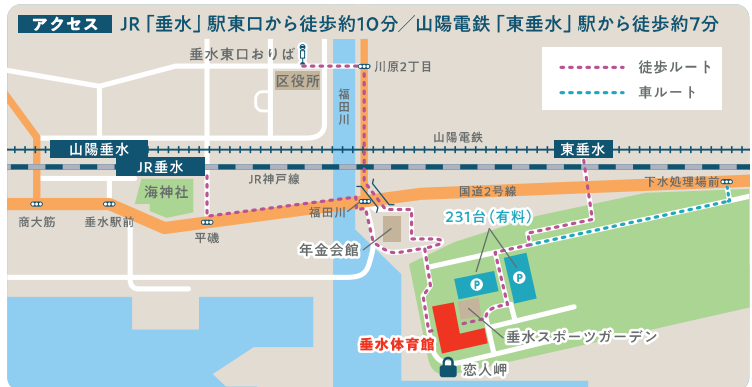 アクセス JR「垂水」駅東口から徒歩約10分／山陽電鉄「東垂水」駅から徒歩約7分
垂水東口おりば
川原2丁目
徒歩ルート
区役所
車ルート
福田川
山陽電鉄
山陽垂水
東垂水
JR垂水
JR神戸線
下水処理場前
海神社
国道2号線
福田川
231台(有料)
商大筋
垂水駅前
平磯
年金会館
P
P
垂水スポーツガーデン
垂水体育館
恋人岬